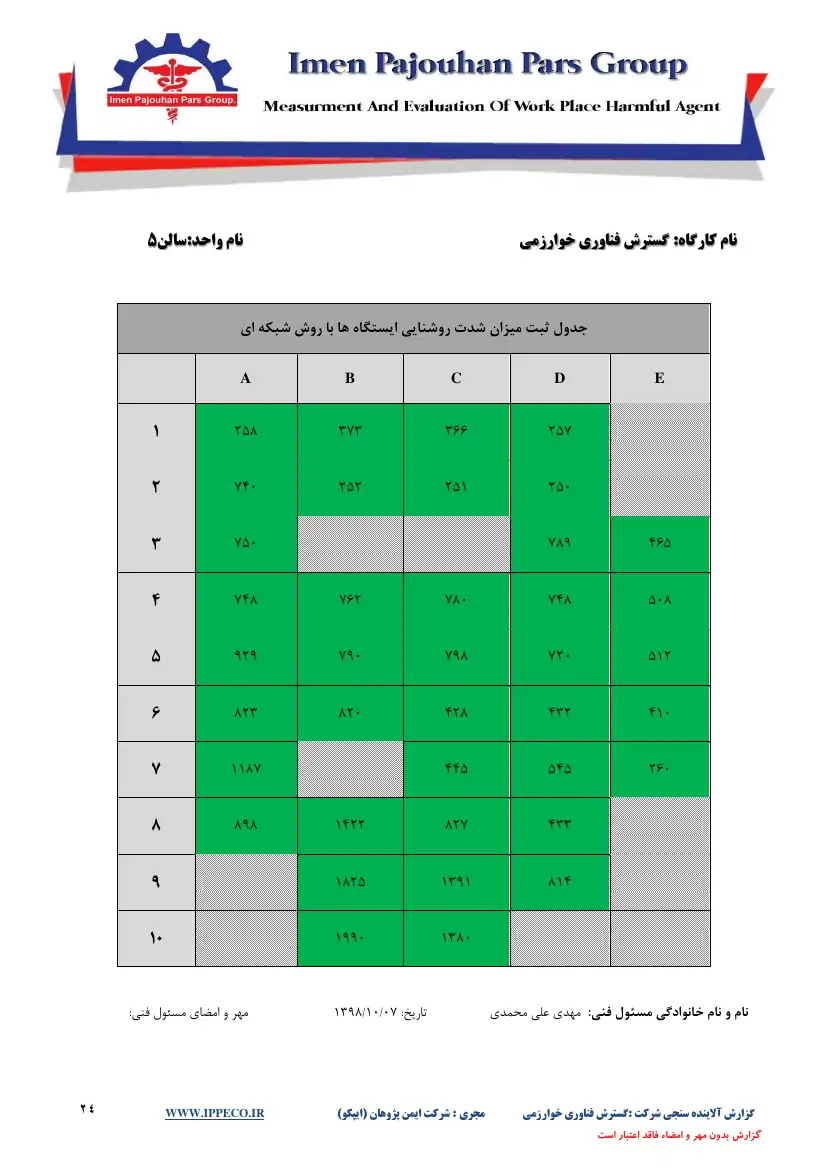 Imen Pajouhan Pars Group
Imen Pajouhan Pars Group.
Measurment And Evaluation Of Work Place Harmful Agent
نام کارگاه: گسترش فناوری خوارزمی نام واحد:سالن۵
جدول ثبت میزان شدت روشنایی ایستگاه ها با روش شبکه ای
A B C D E
۱ ۲۵۸ ۳۷۳ ۳۶۶ ۲۵۷
۲ ۷۴۰ ۲۵۲ ۲۵۱ ۲۵۰
۳ ۷۵۰ ۷۸۹ ۴۶۵
۴ ۷۴۸ ۷۶۲ ۷۸۰ ۷۴۸ ۵۰۸
۵ ۹۲۹ ۷۹۰ ۷۹۸ ۷۲۰ ۵۱۲
۶ ۸۲۳ ۸۲۰ ۴۲۸ ۴۳۲ ۴۱۰
۷ ۱۱۸۷ ۴۴۵ ۵۴۵ ۲۶۰
۸ ۸۹۸ ۱۴۲۲ ۸۲۷ ۴۳۳
۹ ۱۸۲۵ ۱۳۹۱ ۸۱۴
۱۰ ۱۹۹۰ ۱۳۸۰
نام و نام خانوادگی مسئول فنی: مهدی علی محمدی تاریخ: ۱۳۹۸/۱۰/۰۷ مهر و امضای مسئول فنی:
گزارش آلاینده سنجی شرکت :گسترش فناوری خوارزمی مجری : شرکت ایمن پژوهان (ایپکو) WWW.IPPECO.IR ۲۴
گزارش بدون مهر و امضاء فاقد اعتبار است